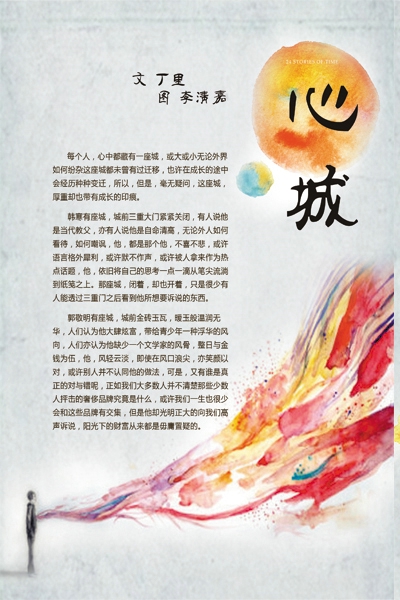 心
城
文 丁里
图 李清嘉
每个人，心中都藏有一座城，或大或小无论外界
如何纷杂这座城都未曾有过迁移，也许在成长的途中
会经历种种变迁，所以，但是，毫无疑问，这座城，
厚重却也带有成长的印痕。
韩寒有座城，城前三重大门紧紧关闭，有人说他
是当代教父，亦有人说他是自命清高，无论外人如何
看待，如何嘲讽，他，都是那个他，不喜不悲，或许
语言格外犀利，或许默不作声，或许被人拿来作为热
点话题，他，依旧将自己的思考一点一滴从笔尖流淌
到纸笺之上。那座城，闭着，却也开着，只是很少有
人能透过三重门之后看到他所想要诉说的东西。
郭敬明有座城，城前金砖玉瓦，暖玉般温润无
华，人们认为他大肆炫富，带给青少年一种浮华的风
向，人们亦认为他缺少一个文学家的风骨，整日与金
钱为伍，他，风轻云淡，即使在风口浪尖，亦笑颜以
对，或许别人并不认同他的做法，可是，又有谁是真
正的对与错呢，正如我们大多数人并不清楚那些少数
人抨击的奢侈品牌究竟是什么，或许我们一生也很少
会和这些品牌有交集，但是他却光明正大的向我们高
声诉说，阳光下的财富从来都是毋庸置疑的。